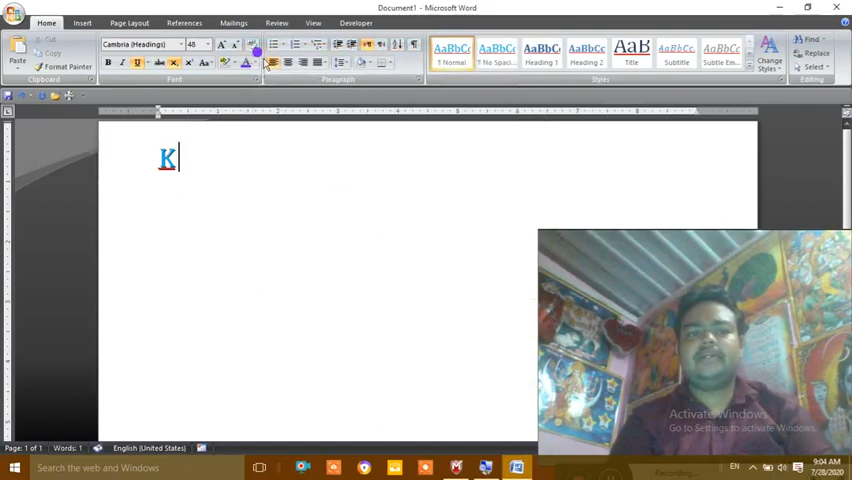 Document1 - Microsoft Word
Home Insert Page Layout References Mailings Review View Developer
Paste
Cut
Copy
Format Painter
Clipboard
Cambria (Headings) 48
Font
Paragraph
AaBbCc AaBbCc AaBbCc AaBbCc AaB AaBbCc AaBbCc
¶ Normal ¶ No Spaci... Heading 1 Heading 2 Title Subtitle Subtle Em...
Styles
Change Styles
Find
Replace
Select
Editing
K
Activate Windows
Go to Settings to activate Windows.
Page: 1 of 1 Words: 1 English (United States)
Recording...
Search the web and Windows
EN
9:04 AM
7/28/2020